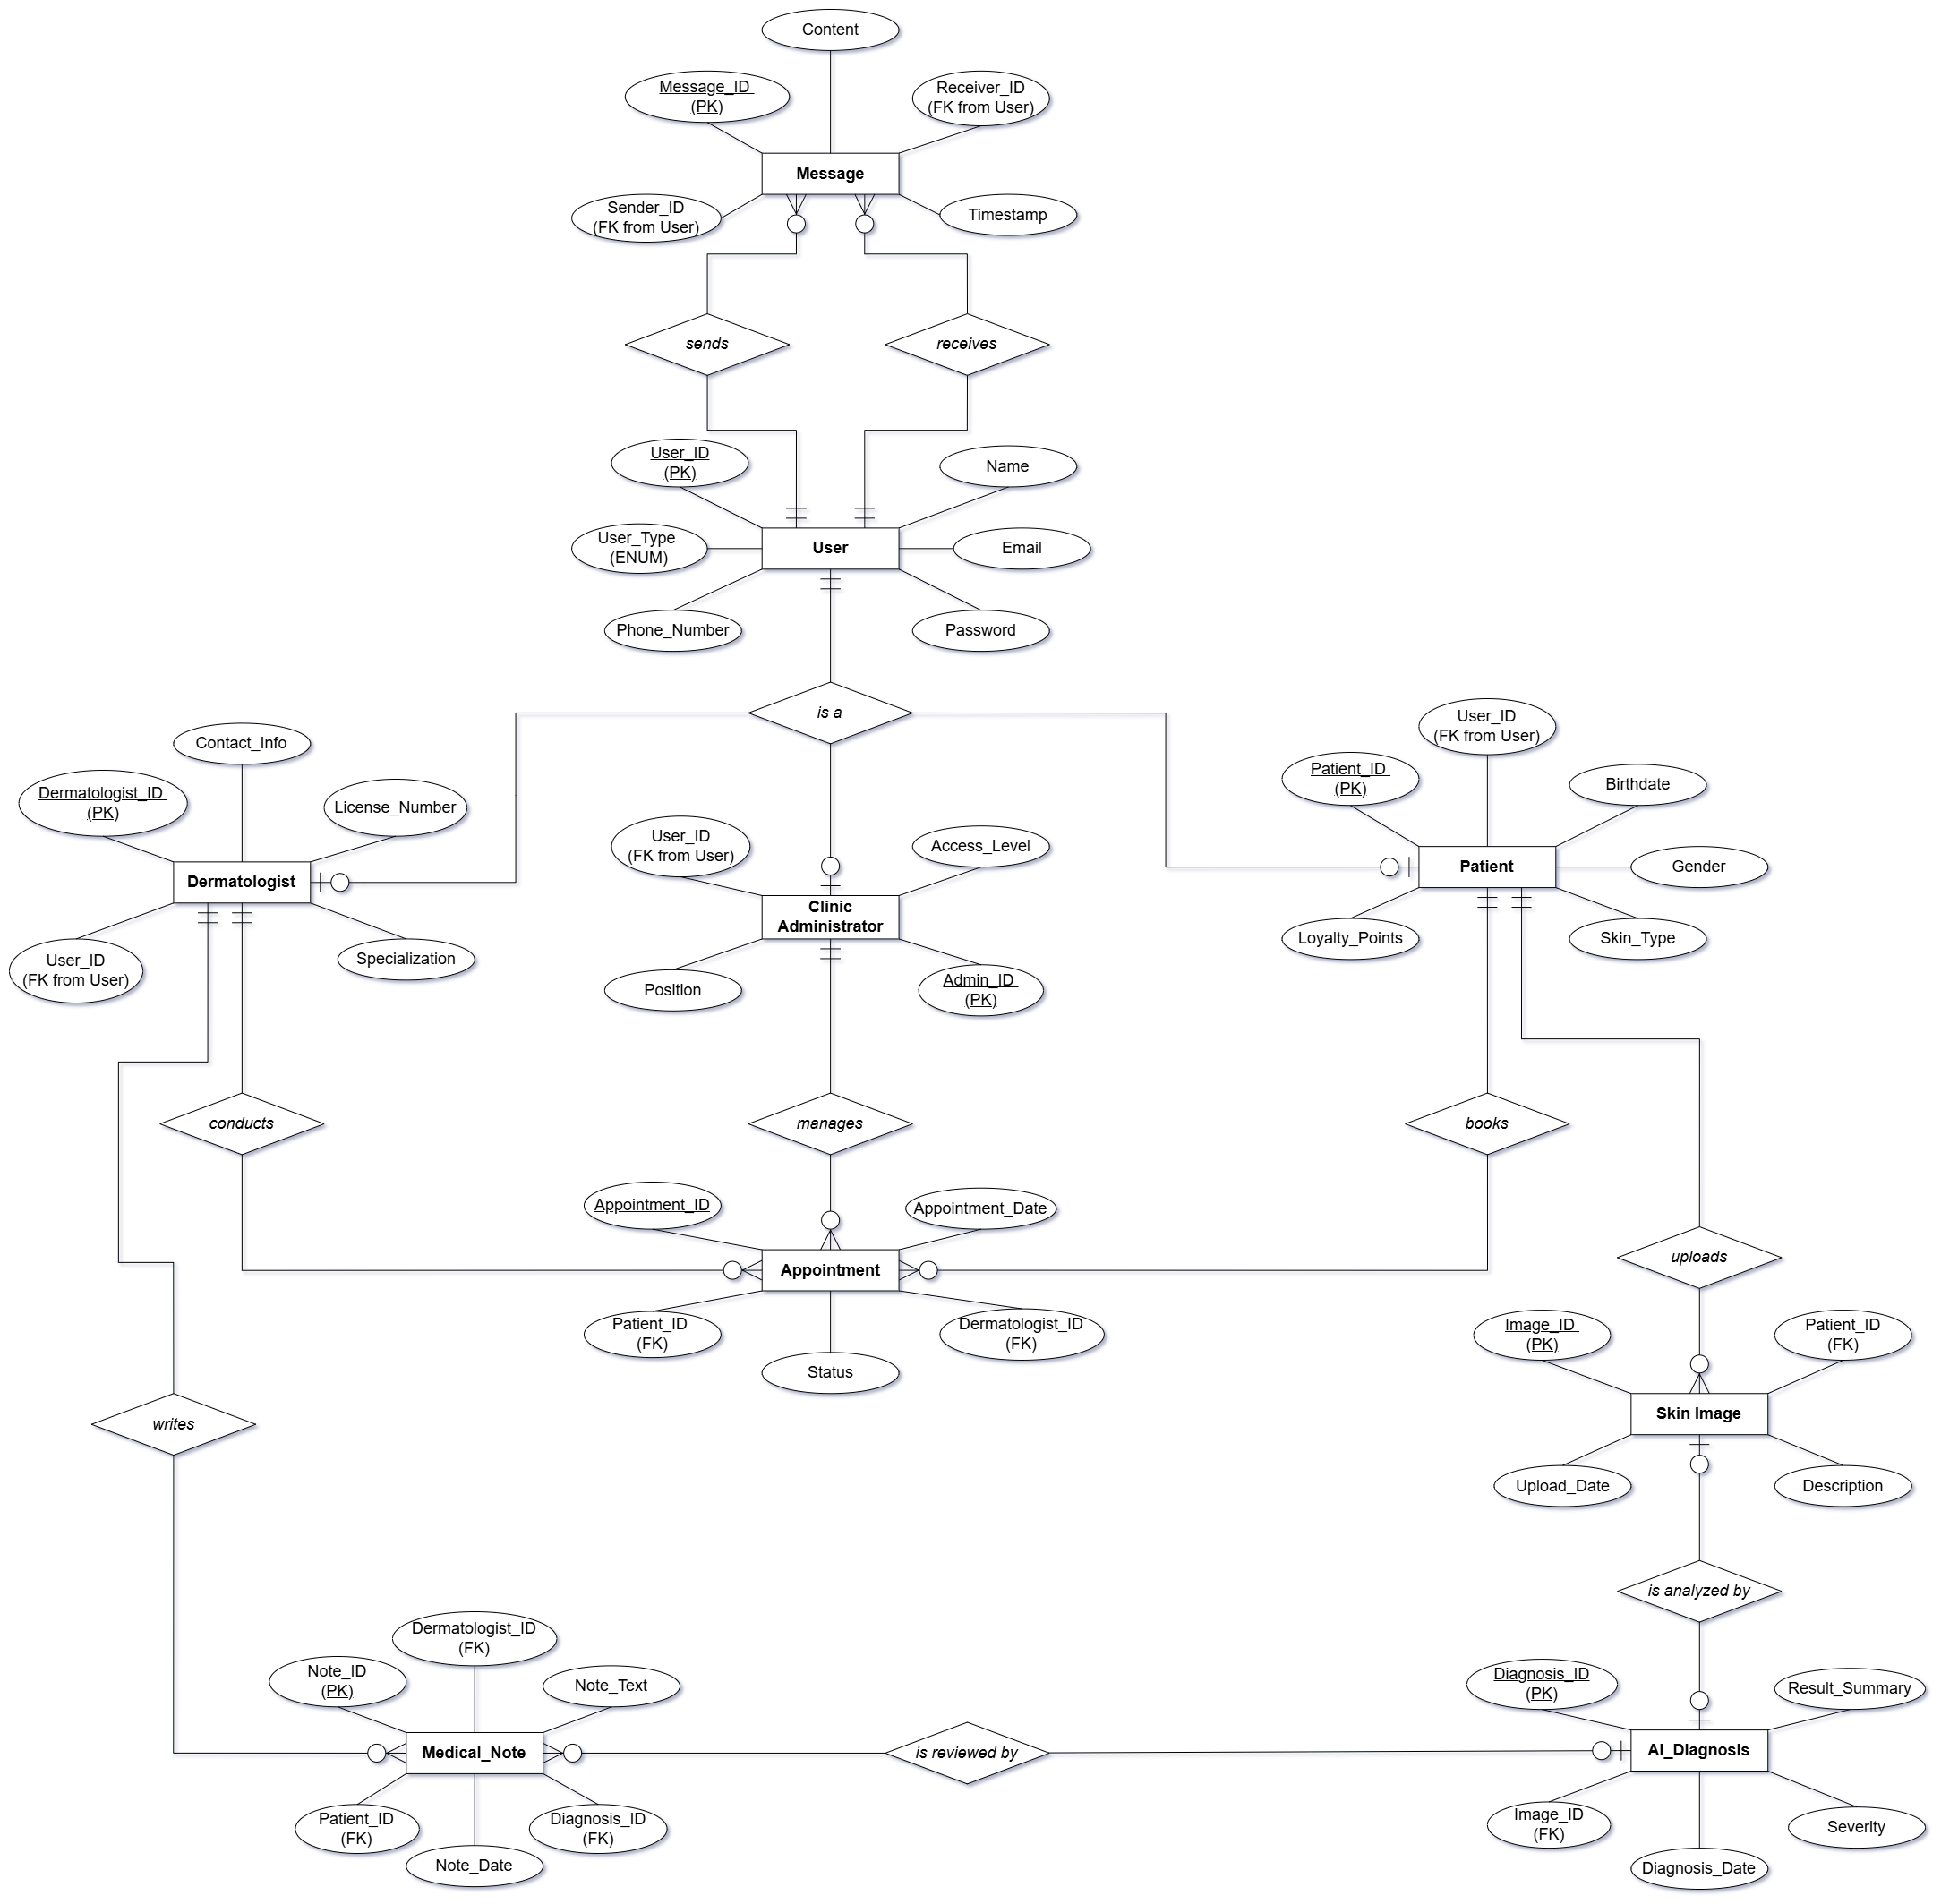 Content
Message_ID
(PK)
Receiver_ID
(FK from User)
Message
Sender_ID
(FK from User)
Timestamp
sends
receives
User_ID
(PK)
Name
User_Type
(ENUM)
User
Email
Phone_Number
Password
is a
Contact_Info
Dermatologist_ID
(PK)
License_Number
Dermatologist
User_ID
(FK from User)
Specialization
User_ID
(FK from User)
Access_Level
Clinic
Administrator
Position
Admin_ID
(PK)
User_ID
(FK from User)
Patient_ID
(PK)
Birthdate
Patient
Gender
Loyalty_Points
Skin_Type
conducts
manages
books
Appointment_ID
Appointment_Date
Appointment
Patient_ID
(FK)
Dermatologist_ID
(FK)
Status
uploads
Image_ID
(PK)
Patient_ID
(FK)
Skin Image
Upload_Date
Description
writes
is analyzed by
Dermatologist_ID
(FK)
Note_ID
(PK)
Note_Text
Medical_Note
Patient_ID
(FK)
Diagnosis_ID
(FK)
Note_Date
is reviewed by
Diagnosis_ID
(PK)
Result_Summary
AI_Diagnosis
Image_ID
(FK)
Severity
Diagnosis_Date